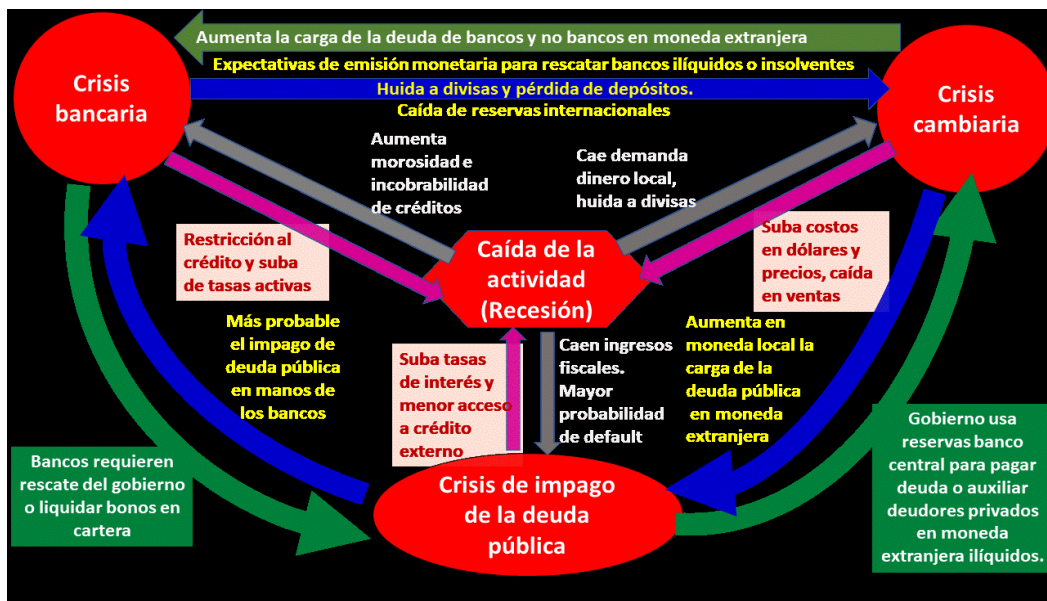 Aumenta la carga de la deuda de bancos y no bancos en moneda extranjera
Expectativas de emisión monetaria para rescatar bancos ilíquidos o insolventes
Huida a divisas y pérdida de depósitos.
Caída de reservas internacionales
Crisis
bancaria
Crisis
cambiaria
Aumenta
morosidad e
incobrabilidad
de créditos
Cae demanda
dinero local,
huida a divisas
Restricción al
crédito y suba
de tasas activas
Caída de la
actividad
(Recesión)
Suba costos
en dólares y
precios, caída
en ventas
Más probable
el impago de
deuda pública
en manos de
los bancos
Suba tasas
de interés y
menor acceso
a crédito
externo
Caen ingresos
fiscales.
Mayor
probabilidad
de default
Aumenta en
moneda local la
carga de la
deuda pública
en moneda
extranjera
Bancos requieren
rescate del gobierno
o liquidar bonos en
cartera
Crisis de impago
de la deuda
pública
Gobierno usa
reservas banco
central para pagar
deuda o auxiliar
deudores privados
en moneda
extranjera ilíquidos.